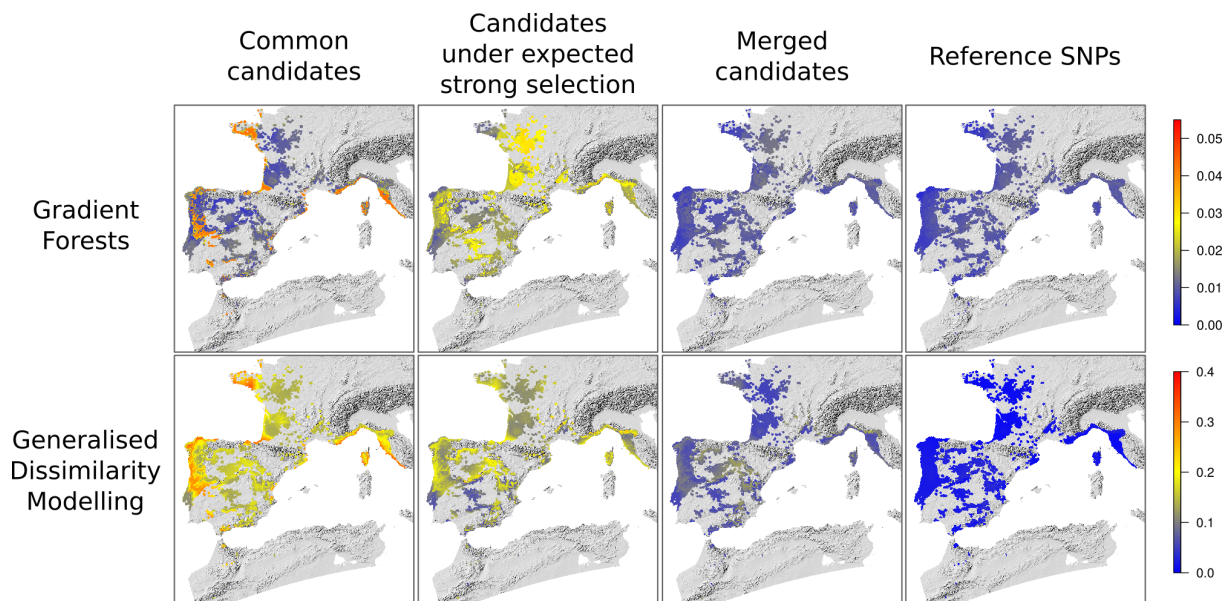 Common
candidates
Candidates
under expected
strong selection
Merged
candidates
Reference SNPs
Gradient
Forests
0.05
0.04
0.03
0.02
0.01
0.00
Generalised
Dissimilarity
Modelling
0.4
0.3
0.2
0.1
0.0